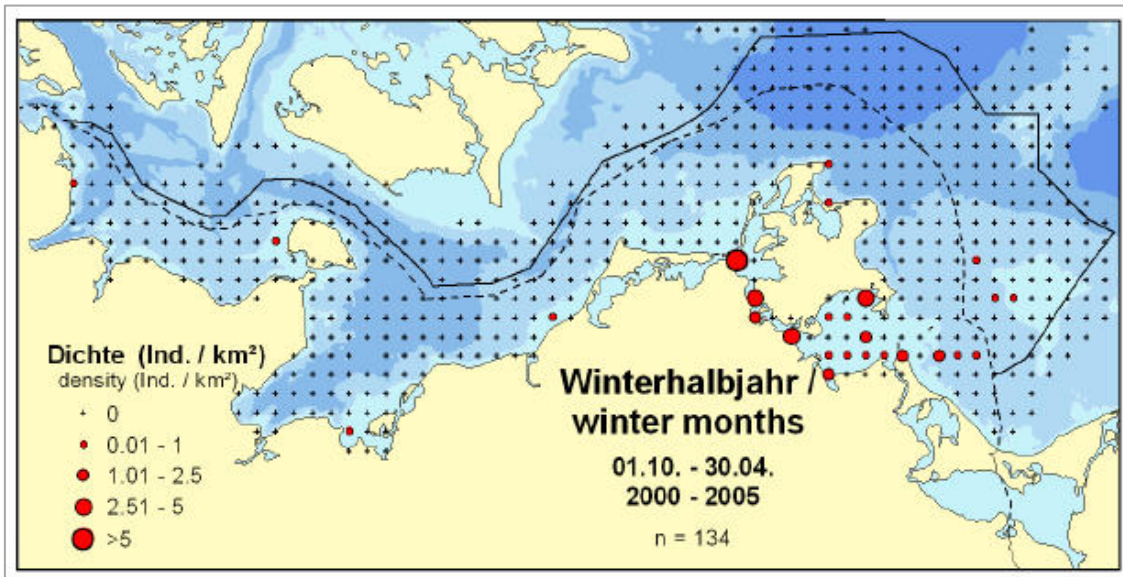 Dichte (Ind. / km²)
density (Ind. / km²)
0
0.01 - 1
1.01 - 2.5
2.51 - 5
>5
Winterhalbjahr /
winter months
01.10. - 30.04.
2000 - 2005
n = 134